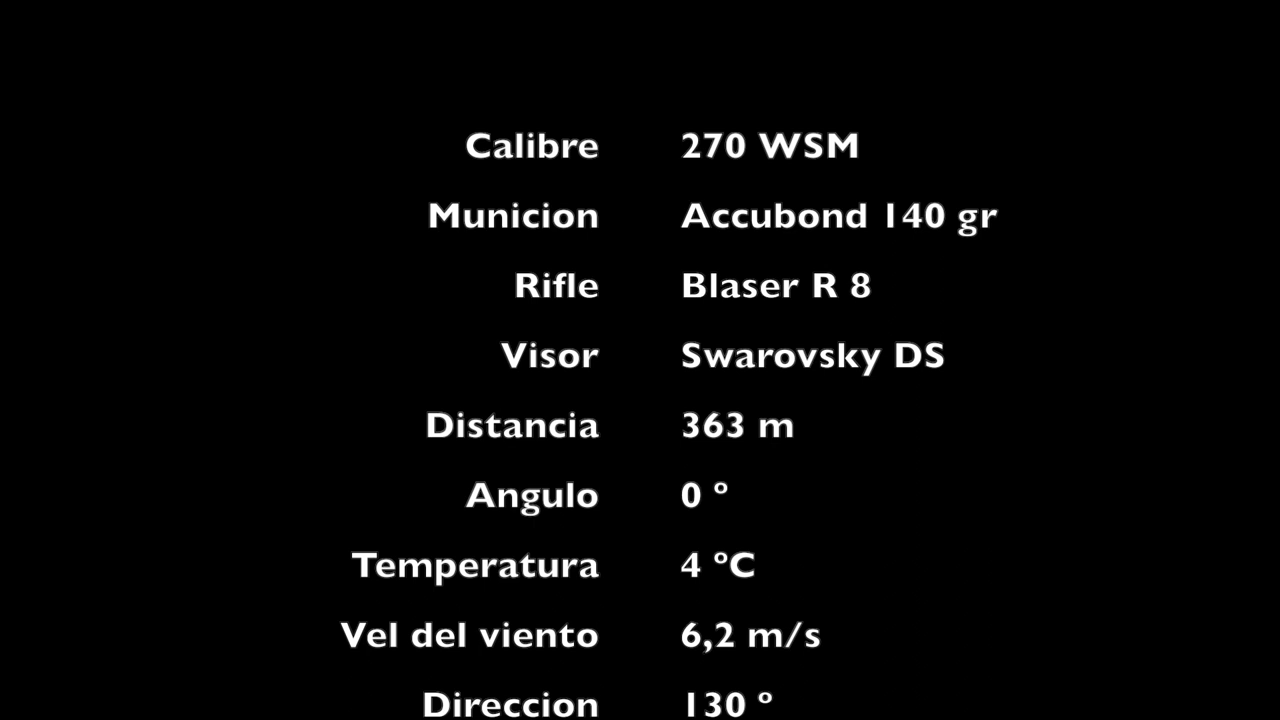 Calibre 270 WSM
Municion Accubond 140 gr
Rifle Blaser R 8
Visor Swarovsky DS
Distancia 363 m
Angulo 0 º
Temperatura 4 ºC
Vel del viento 6,2 m/s
Direccion 130 º